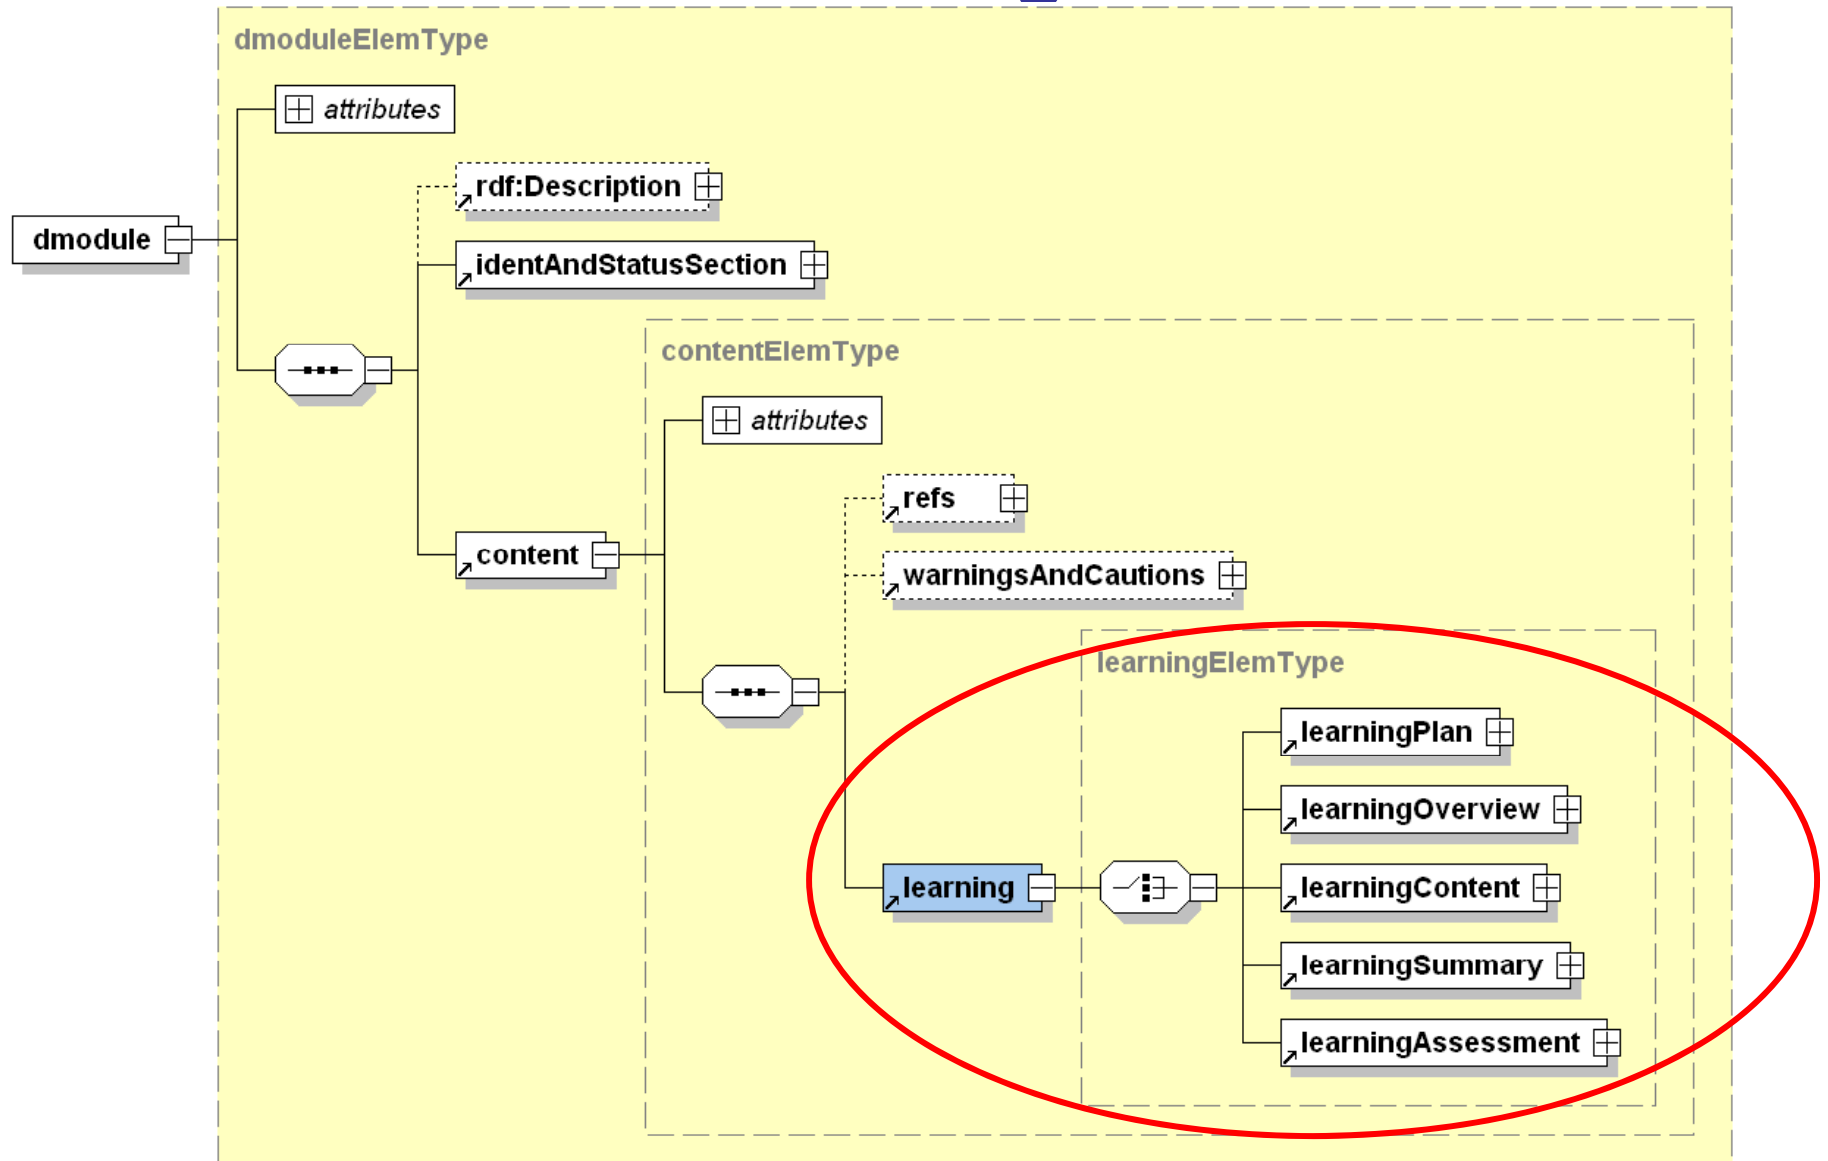 dmoduleElemType
attributes
rdf:Description
dmodule
identAndStatusSection
contentElemType
attributes
refs
content
warningsAndCautions
learningElemType
learningPlan
learningOverview
learning
learningContent
learningSummary
learningAssessment